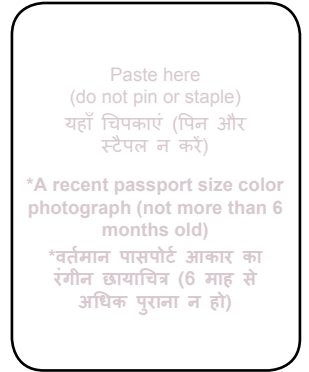 Paste here
(do not pin or staple)
यहाँ चिपकाएं (पिन और
स्टैपल न करें)
*A recent passport size color
photograph (not more than 6
months old)
*वर्तमान पासपोर्ट आकार का
रंगीन छायाचित्र (6 माह से
अधिक पुराना न हो)